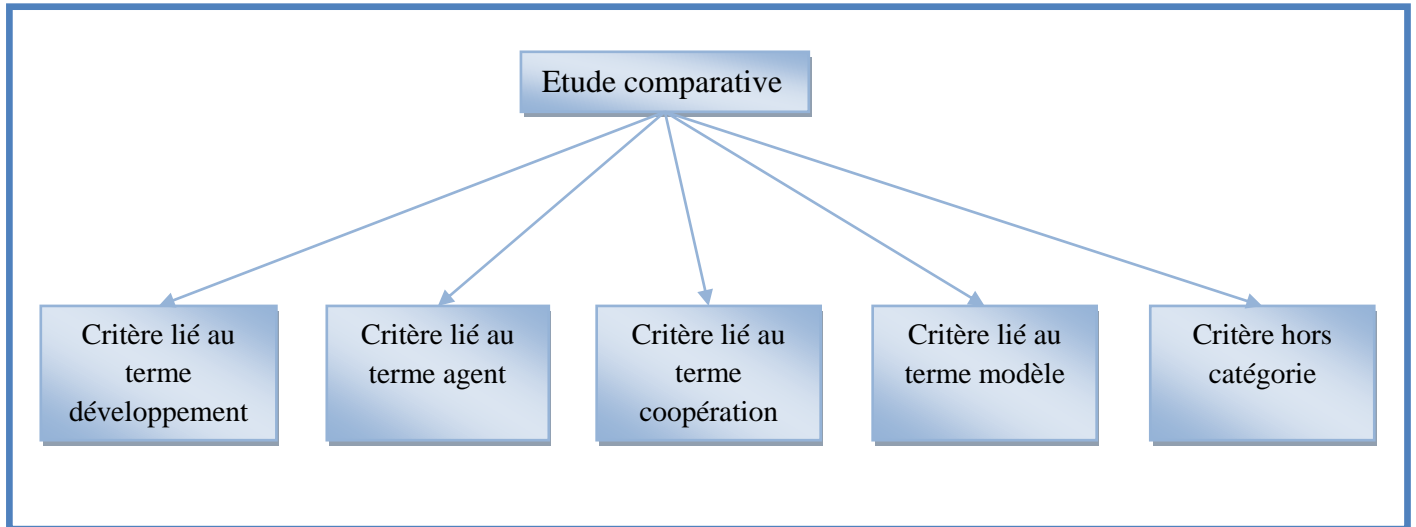 Etude comparative
Critère lié au
terme
développement
Critère lié au
terme agent
Critère lié au
terme
coopération
Critère lié au
terme modèle
Critère hors
catégorie